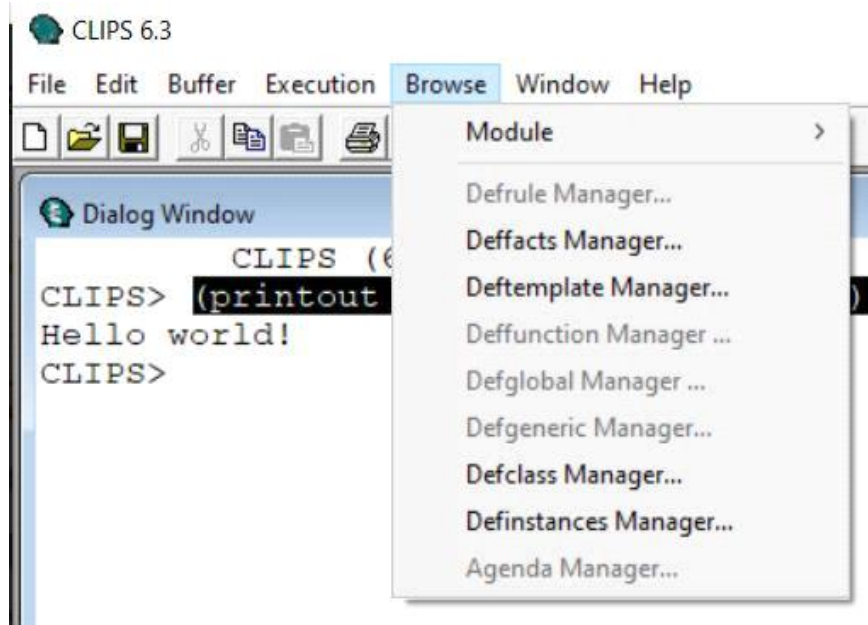 CLIPS 6.3
File Edit Buffer Execution Browse Window Help
Module
Defrule Manager...
Deffacts Manager...
Deftemplate Manager...
Deffunction Manager ...
Defglobal Manager ...
Defgeneric Manager...
Defclass Manager...
Definstances Manager...
Agenda Manager...
Dialog Window
CLIPS (6
CLIPS> (printout )
Hello world!
CLIPS>